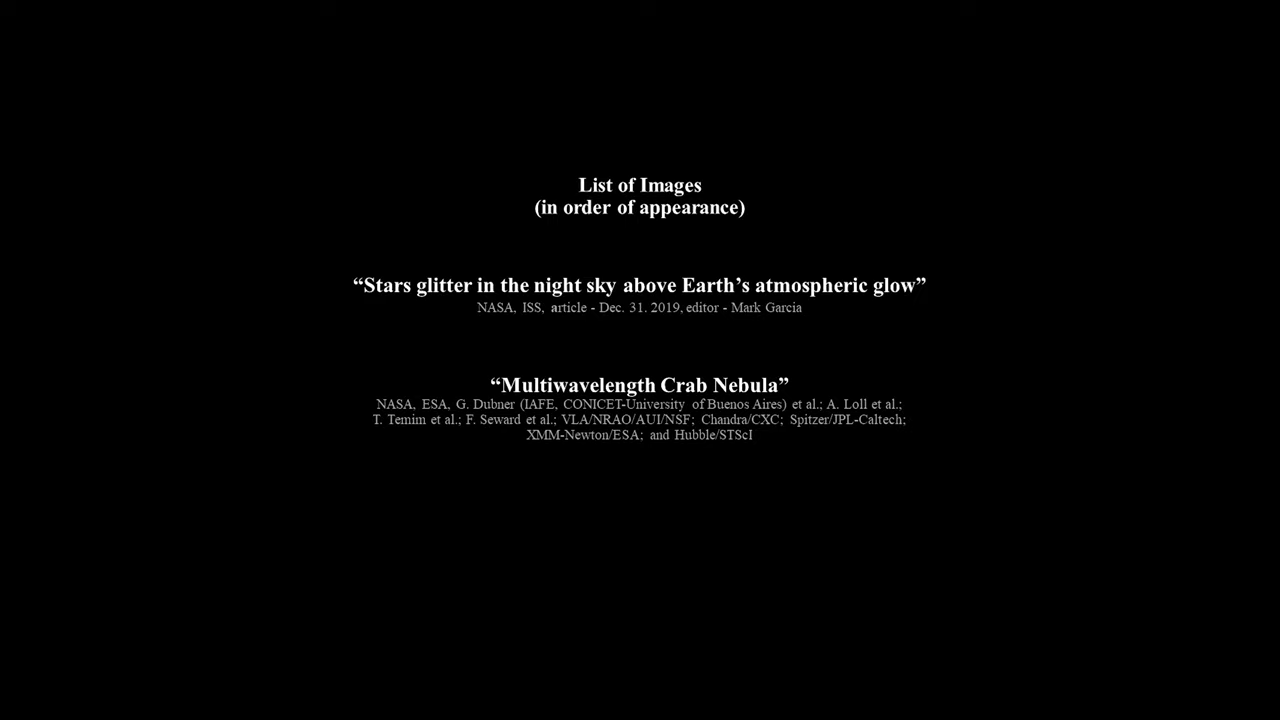 List of Images
(in order of appearance)
“Stars glitter in the night sky above Earth’s atmospheric glow”
NASA, ISS, article - Dec. 31. 2019, editor - Mark Garcia
“Multiwavelength Crab Nebula”
NASA, ESA, G. Dubner (IAFE, CONICET-University of Buenos Aires) et al.; A. Loll et al.;
T. Temim et al.; F. Seward et al.; VLA/NRAO/AUI/NSF; Chandra/CXC; Spitzer/JPL-Caltech;
XMM-Newton/ESA; and Hubble/STScI